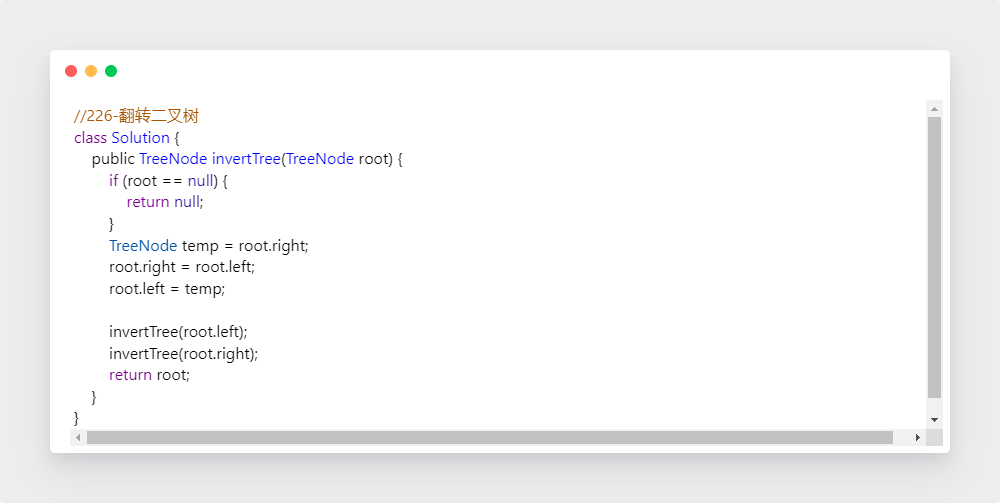 //226-翻转二叉树
class Solution {
    public TreeNode invertTree(TreeNode root) {
        if (root == null) {
            return null;
        }
        TreeNode temp = root.right;
        root.right = root.left;
        root.left = temp;

        invertTree(root.left);
        invertTree(root.right);
        return root;
    }
}